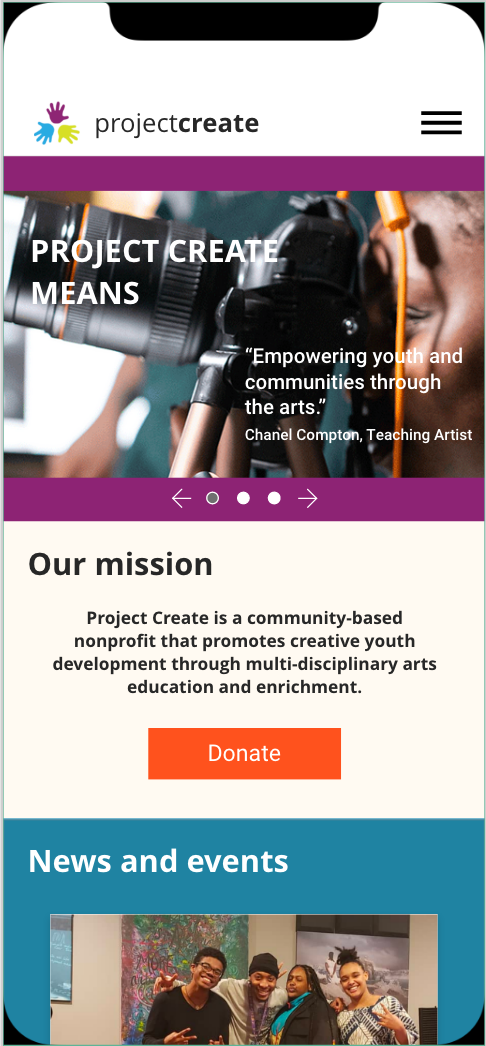 projectcreate
PROJECT CREATE
MEANS
“Empowering youth and
communities through
the arts.”
Chanel Compton, Teaching Artist
Our mission
Project Create is a community-based
nonprofit that promotes creative youth
development through multi-disciplinary arts
education and enrichment.
Donate
News and events